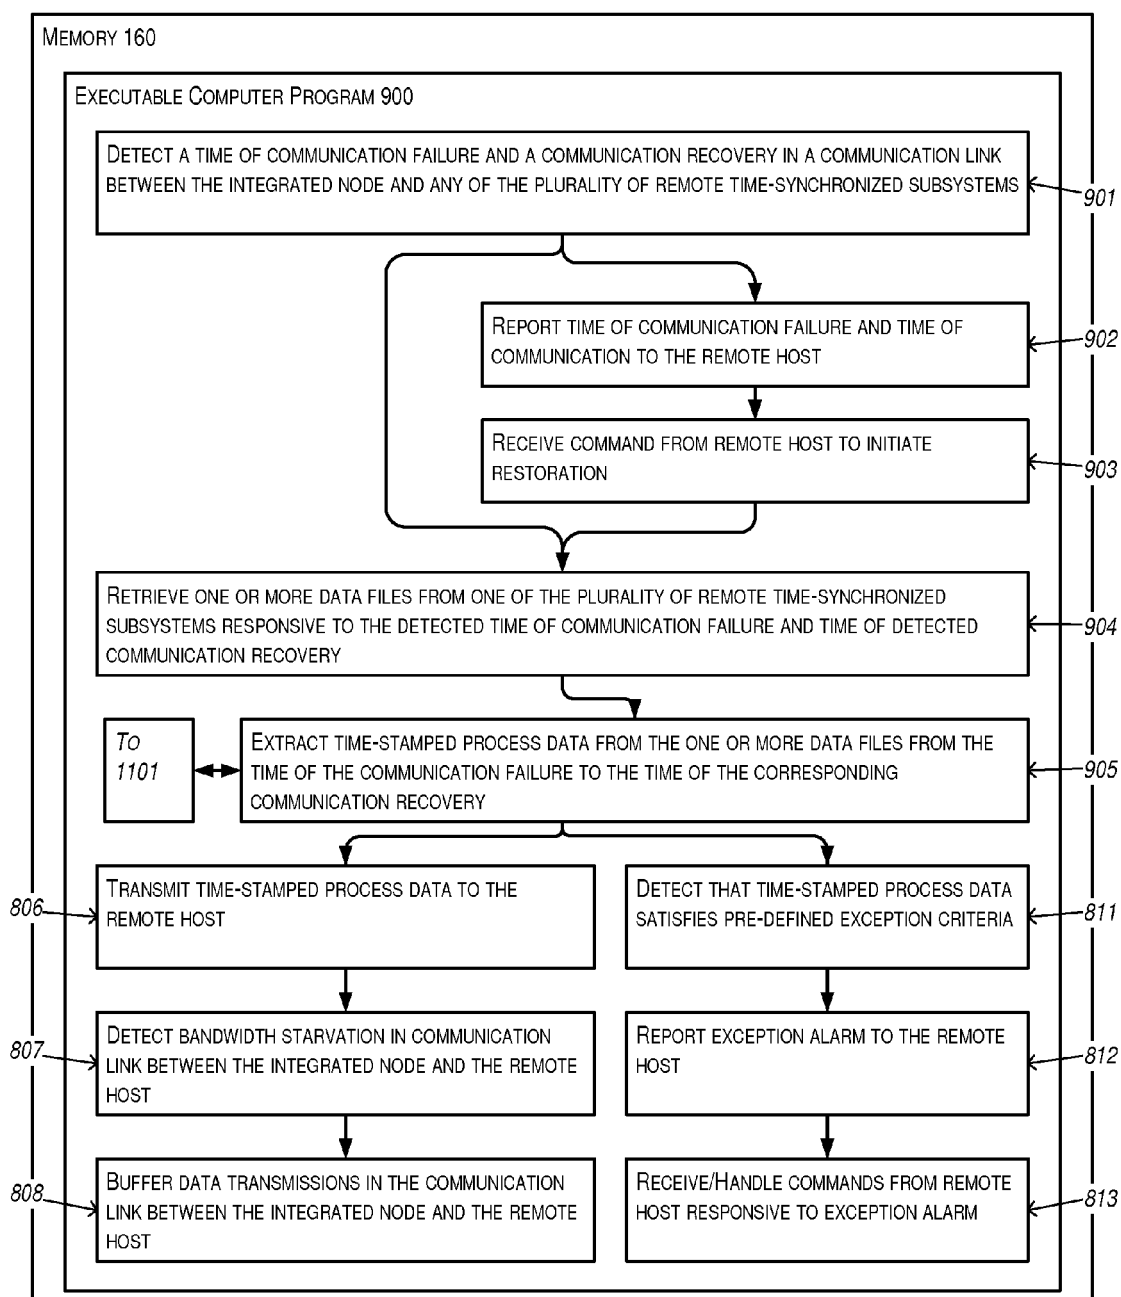 MEMORY 160
EXECUTABLE COMPUTER PROGRAM 900
DETECT A TIME OF COMMUNICATION FAILURE AND A COMMUNICATION RECOVERY IN A COMMUNICATION LINK
BETWEEN THE INTEGRATED NODE AND ANY OF THE PLURALITY OF REMOTE TIME-SYNCHRONIZED SUBSYSTEMS
901
REPORT TIME OF COMMUNICATION FAILURE AND TIME OF
COMMUNICATION TO THE REMOTE HOST
902
RECEIVE COMMAND FROM REMOTE HOST TO INITIATE
RESTORATION
903
RETRIEVE ONE OR MORE DATA FILES FROM ONE OF THE PLURALITY OF REMOTE TIME-SYNCHRONIZED
SUBSYSTEMS RESPONSIVE TO THE DETECTED TIME OF COMMUNICATION FAILURE AND TIME OF DETECTED
COMMUNICATION RECOVERY
904
TO
1101
EXTRACT TIME-STAMPED PROCESS DATA FROM THE ONE OR MORE DATA FILES FROM THE
TIME OF THE COMMUNICATION FAILURE TO THE TIME OF THE CORRESPONDING
COMMUNICATION RECOVERY
905
TRANSMIT TIME-STAMPED PROCESS DATA TO THE
REMOTE HOST
806
DETECT THAT TIME-STAMPED PROCESS DATA
SATISFIES PRE-DEFINED EXCEPTION CRITERIA
811
DETECT BANDWIDTH STARVATION IN COMMUNICATION
LINK BETWEEN THE INTEGRATED NODE AND THE REMOTE
HOST
807
REPORT EXCEPTION ALARM TO THE REMOTE
HOST
812
BUFFER DATA TRANSMISSIONS IN THE COMMUNICATION
LINK BETWEEN THE INTEGRATED NODE AND THE REMOTE
HOST
808
RECEIVE/HANDLE COMMANDS FROM REMOTE
HOST RESPONSIVE TO EXCEPTION ALARM
813